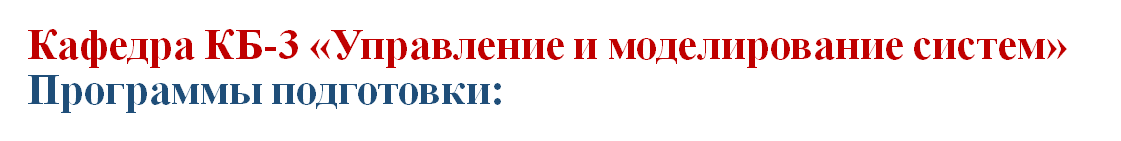 Кафедра КБ-3 «Управление и моделирование систем»
Программы подготовки: